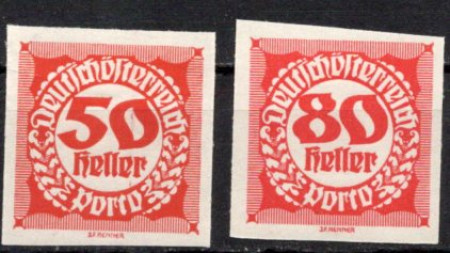 Deutschösterreich
50
Heller
Porto
Deutschösterreich
80
Heller
Porto